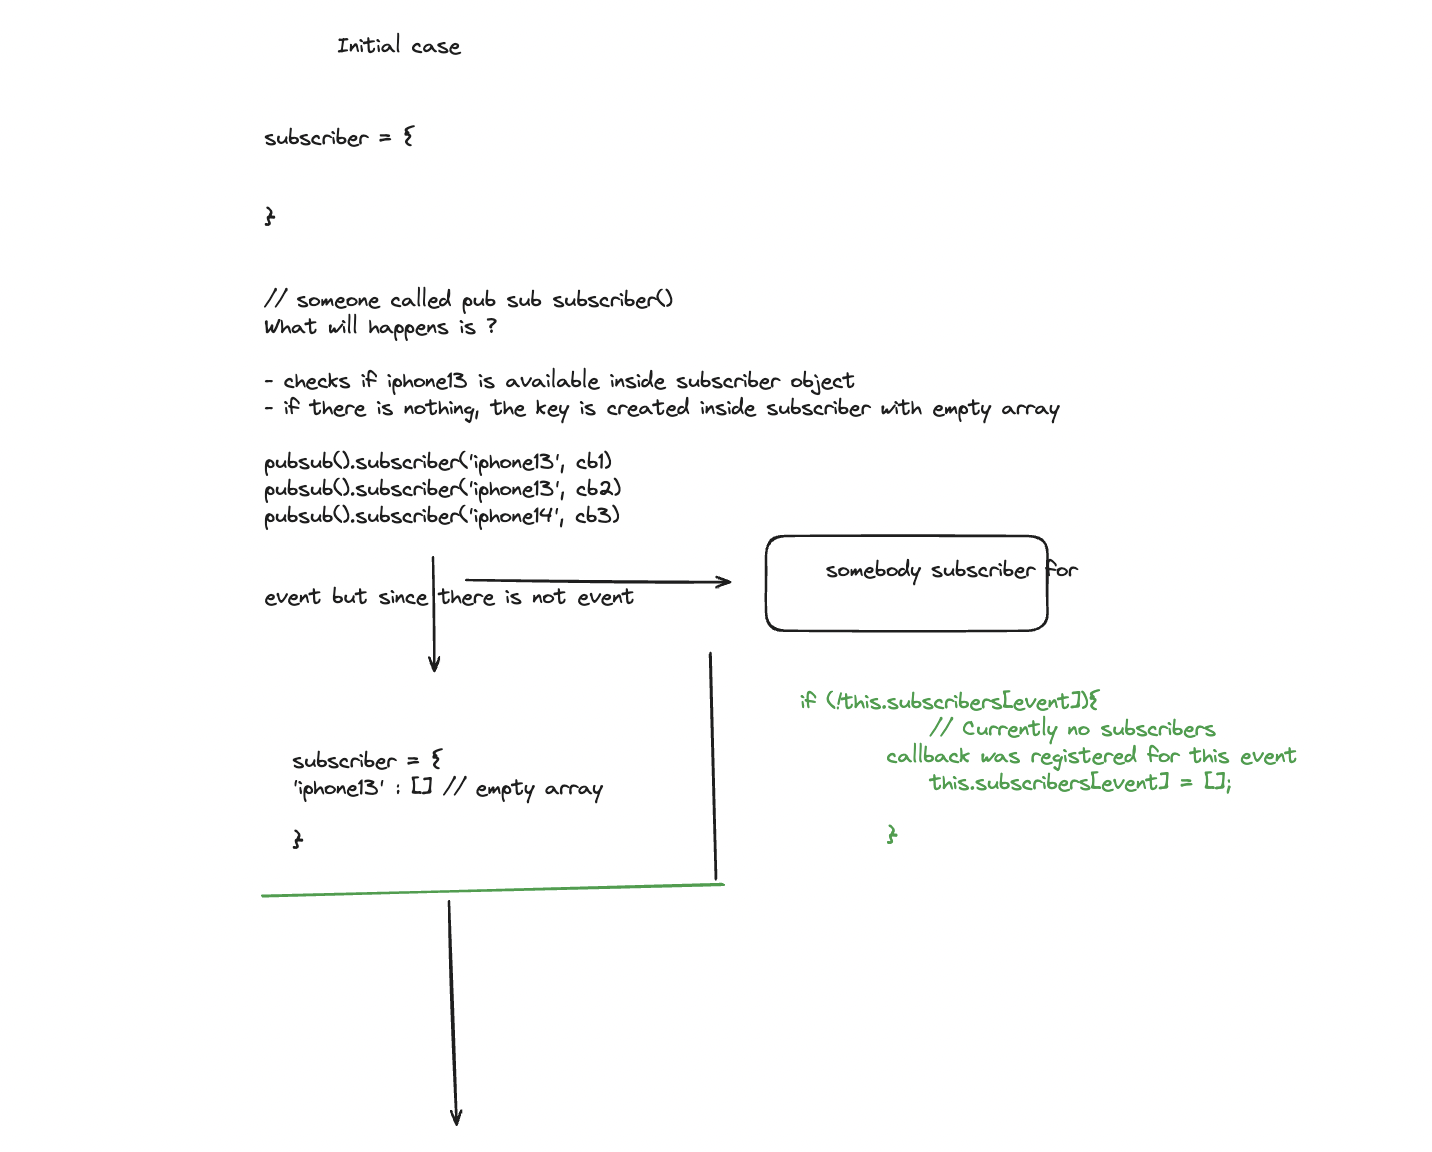 Initial case
subscriber = {
}
// someone called pub sub subscriber()
What will happens is ?
- checks if iphone13 is available inside subscriber object
- if there is nothing, the key is created inside subscriber with empty array
pubsub().subscriber('iphone13', cb1)
pubsub().subscriber('iphone13', cb2)
pubsub().subscriber('iphone14', cb3)
somebody subscriber for
event but since there is not event
subscriber = {
'iphone13' : [] // empty array
}
if (!this.subscribers[event]){
// Currently no subscribers
callback was registered for this event
this.subscribers[event] = [];
}